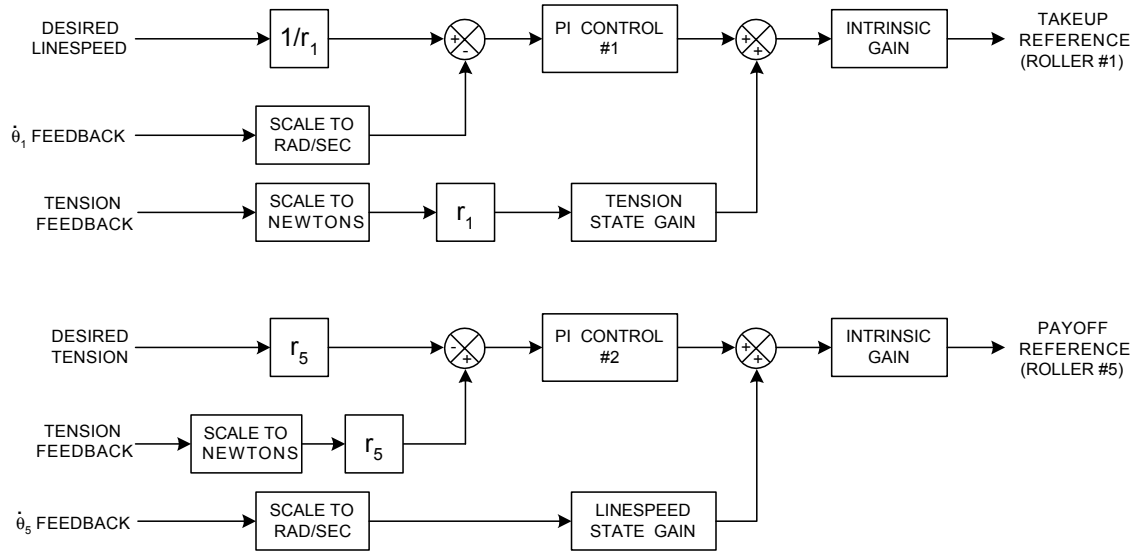 DESIRED
LINESPEED
1/r₁
+
-
PI CONTROL
#1
+
+
INTRINSIC
GAIN
TAKEUP
REFERENCE
(ROLLER #1)
θ̇₁ FEEDBACK
SCALE TO
RAD/SEC
TENSION
FEEDBACK
SCALE TO
NEWTONS
r₁
TENSION
STATE GAIN
DESIRED
TENSION
r₅
-
+
PI CONTROL
#2
+
+
INTRINSIC
GAIN
PAYOFF
REFERENCE
(ROLLER #5)
TENSION
FEEDBACK
SCALE TO
NEWTONS
r₅
θ̇₅ FEEDBACK
SCALE TO
RAD/SEC
LINESPEED
STATE GAIN